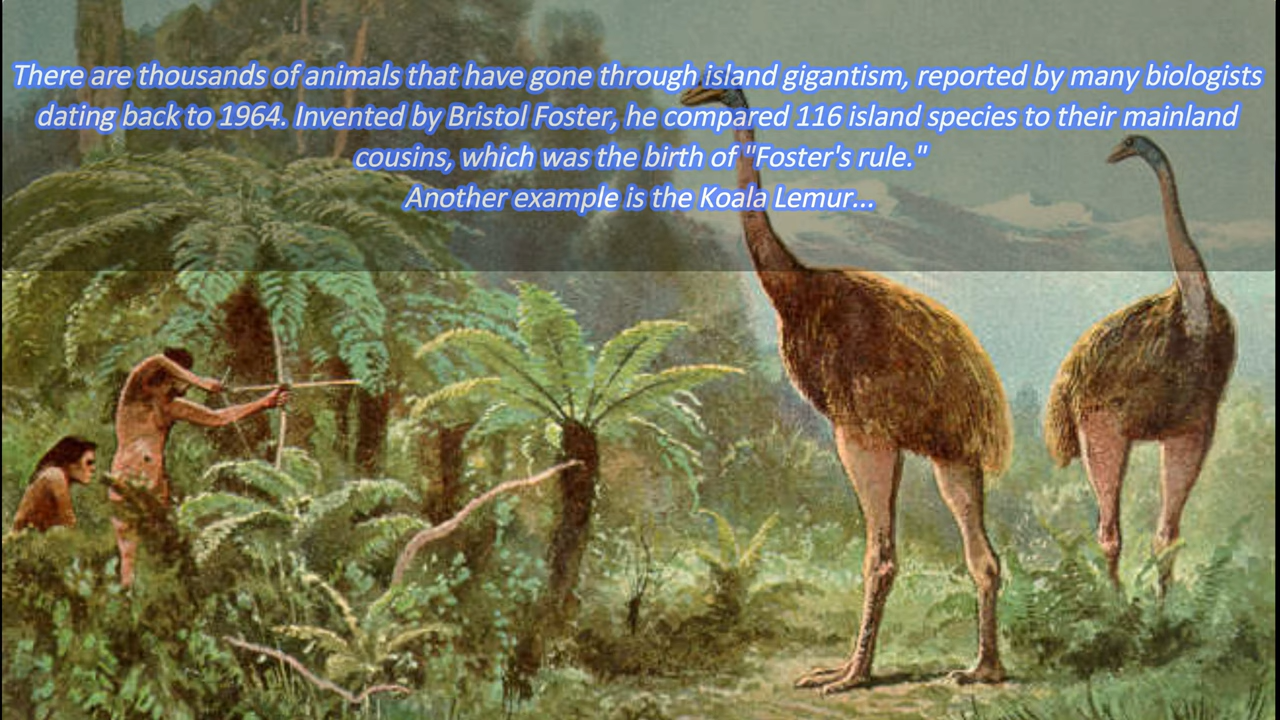 There are thousands of animals that have gone through island gigantism, reported by many biologists
dating back to 1964. Invented by Bristol Foster, he compared 116 island species to their mainland
cousins, which was the birth of "Foster's rule."
Another example is the Koala Lemur...